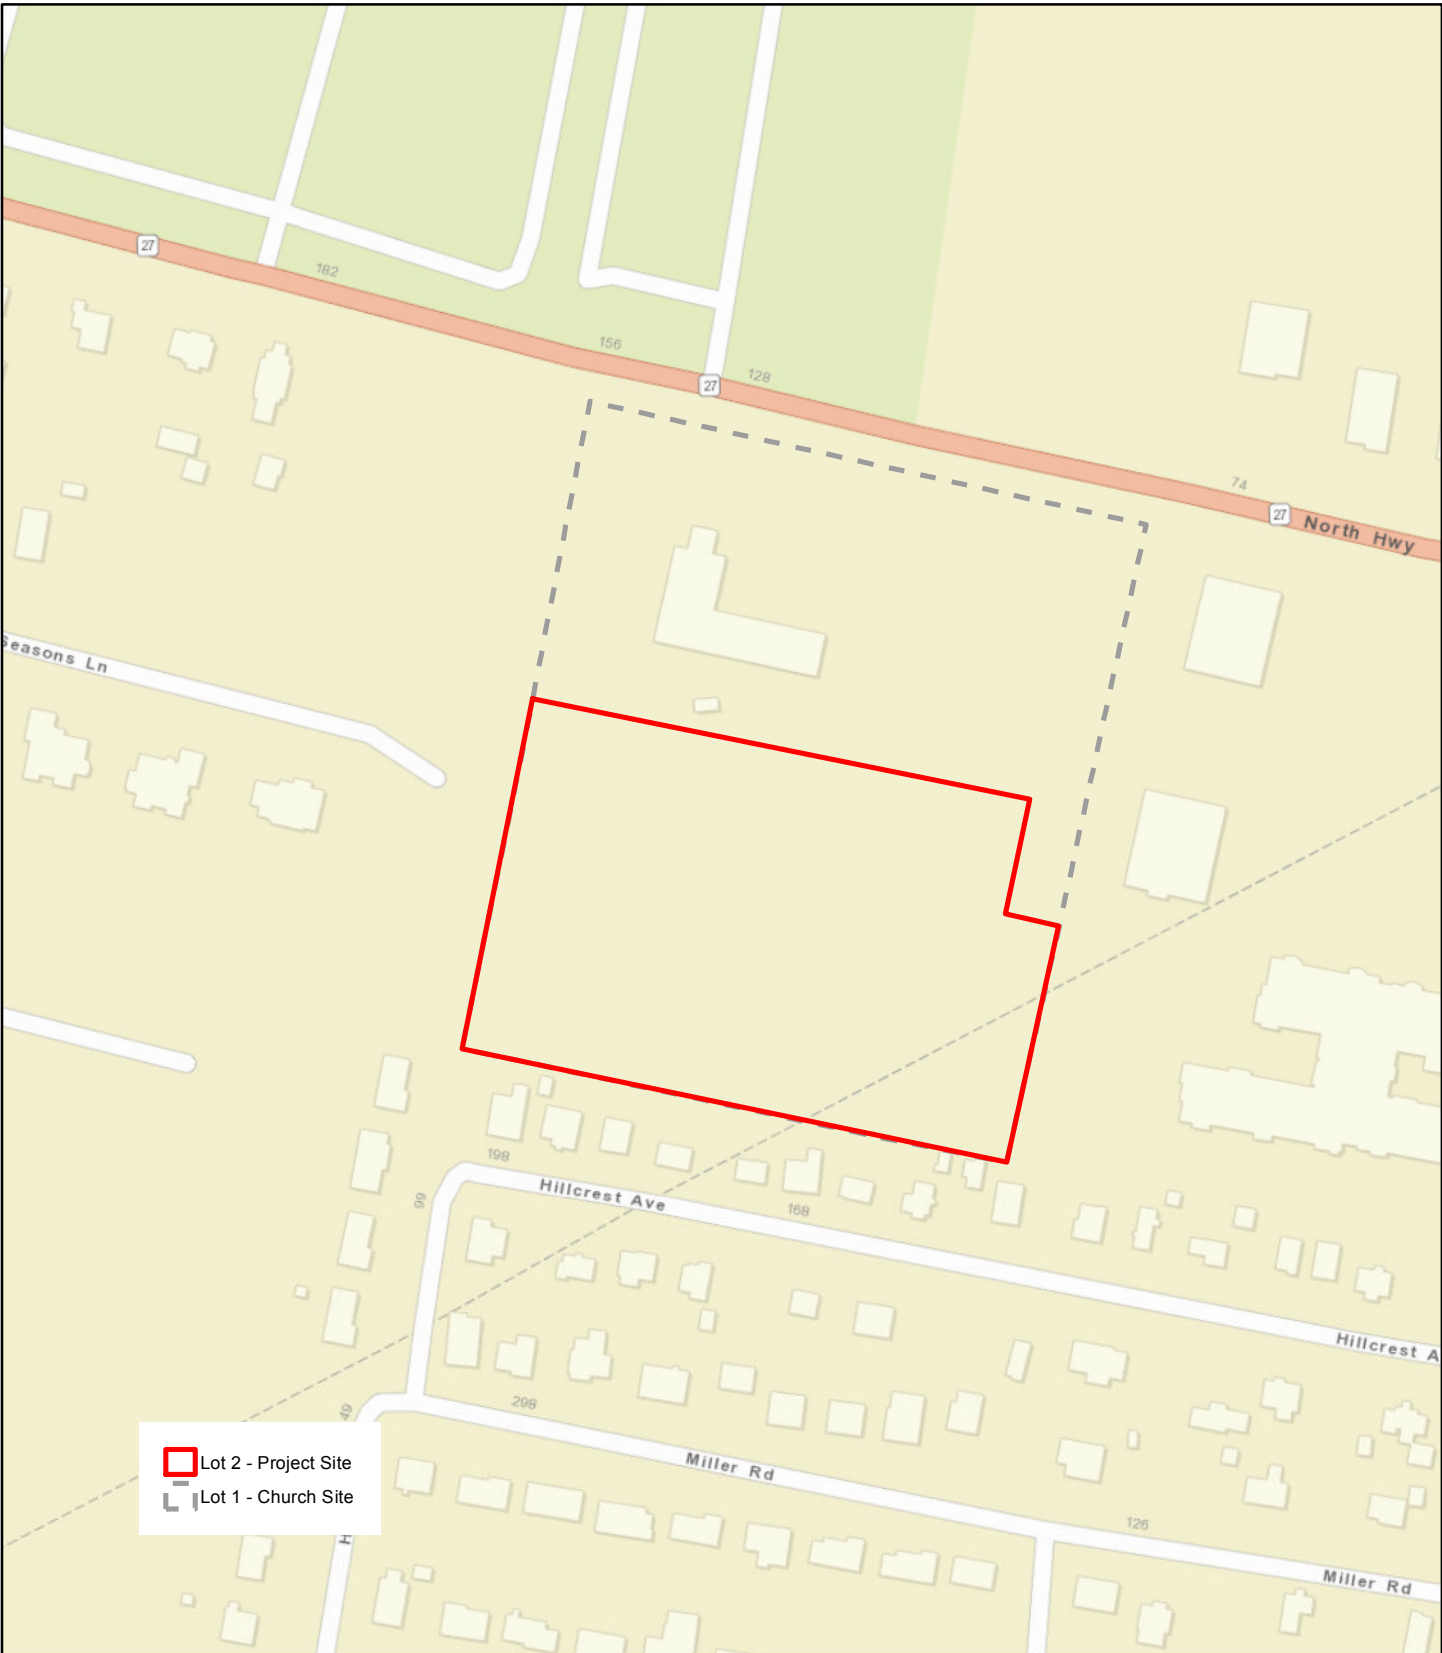 27
182
156
27
128
74
27
North Hwy
Seasons Ln
198
99
Hillcrest Ave
168
Hillcrest A
49
298
Miller Rd
Lot 2 - Project Site
Lot 1 - Church Site
H
126
Miller Rd